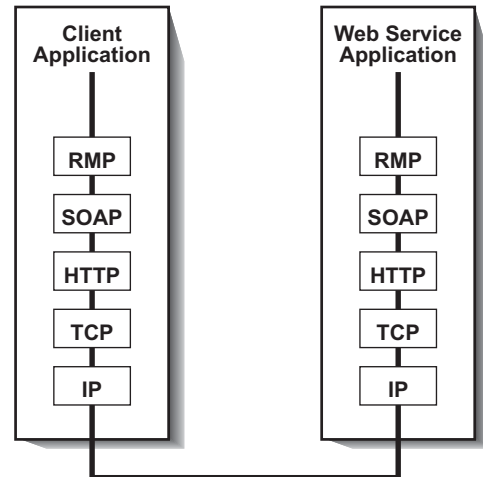 Client
Application
RMP
SOAP
HTTP
TCP
IP
Web Service
Application
RMP
SOAP
HTTP
TCP
IP